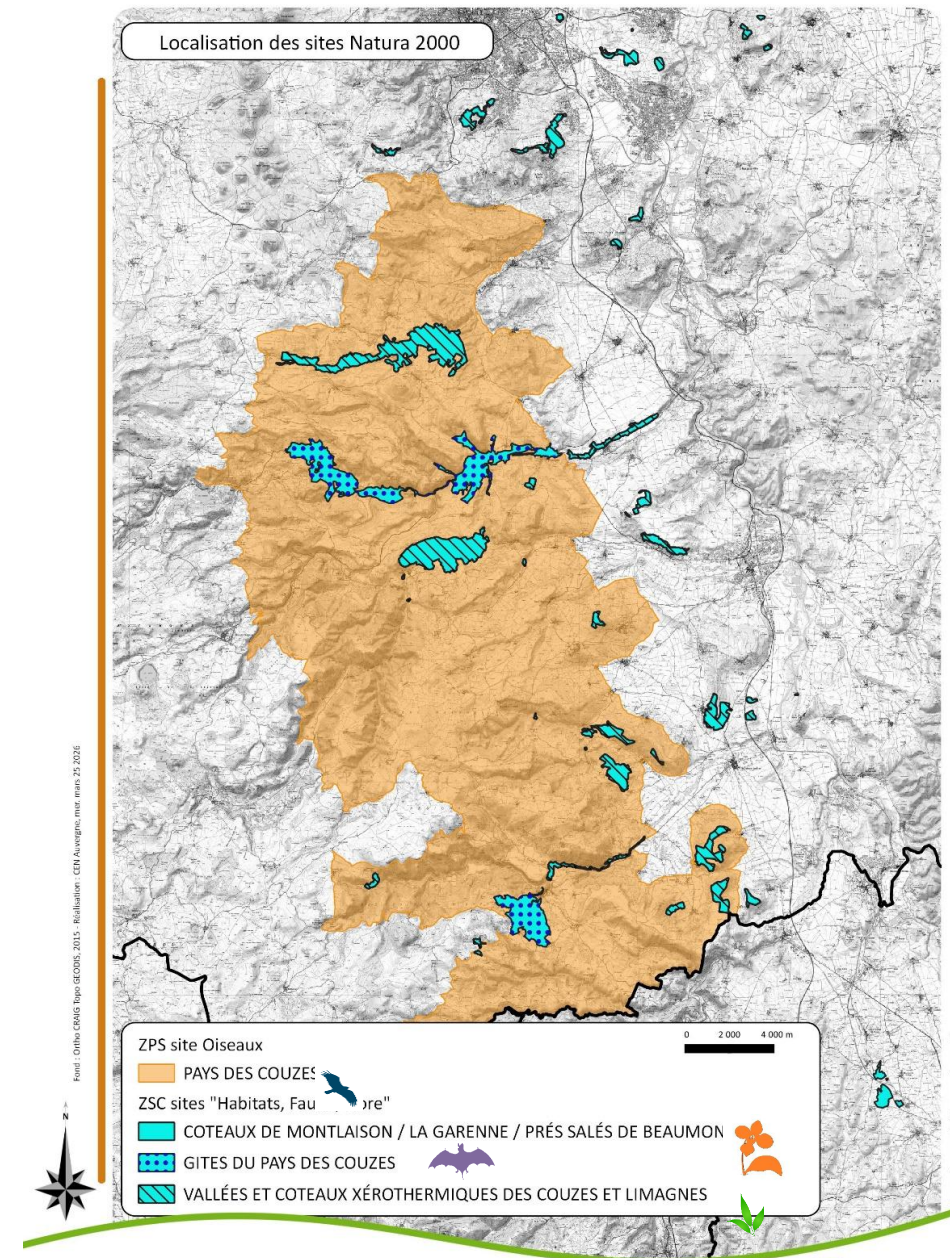 Localisation des sites Natura 2000
Fond : Ortho CRAIG Topo GEODIS, 2015 - Réalisation : CEN Auvergne, mer. mars 25 2026
N
0 2 000 4 000 m
ZPS site Oiseaux
PAYS DES COUZES
ZSC sites "Habitats, Fau ore"
COTEAUX DE MONTLAISON / LA GARENNE / PRÉS SALÉS DE BEAUMON
GITES DU PAYS DES COUZES
VALLÉES ET COTEAUX XÉROTHERMIQUES DES COUZES ET LIMAGNES